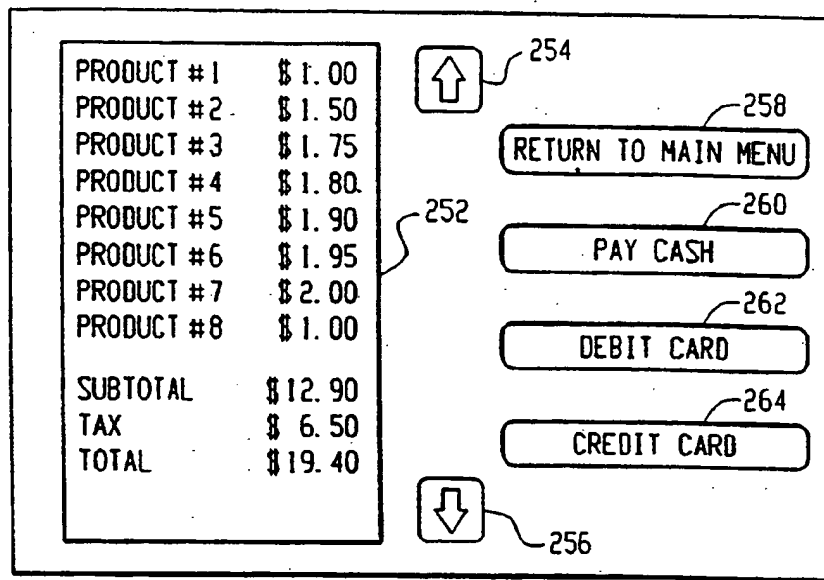 PRODUCT #1 $1.00
PRODUCT #2 $1.50
PRODUCT #3 $1.75
PRODUCT #4 $1.80
PRODUCT #5 $1.90
PRODUCT #6 $1.95
PRODUCT #7 $2.00
PRODUCT #8 $1.00
SUBTOTAL $12.90
TAX $ 6.50
TOTAL $19.40
252
254
256
258
RETURN TO MAIN MENU
260
PAY CASH
262
DEBIT CARD
264
CREDIT CARD